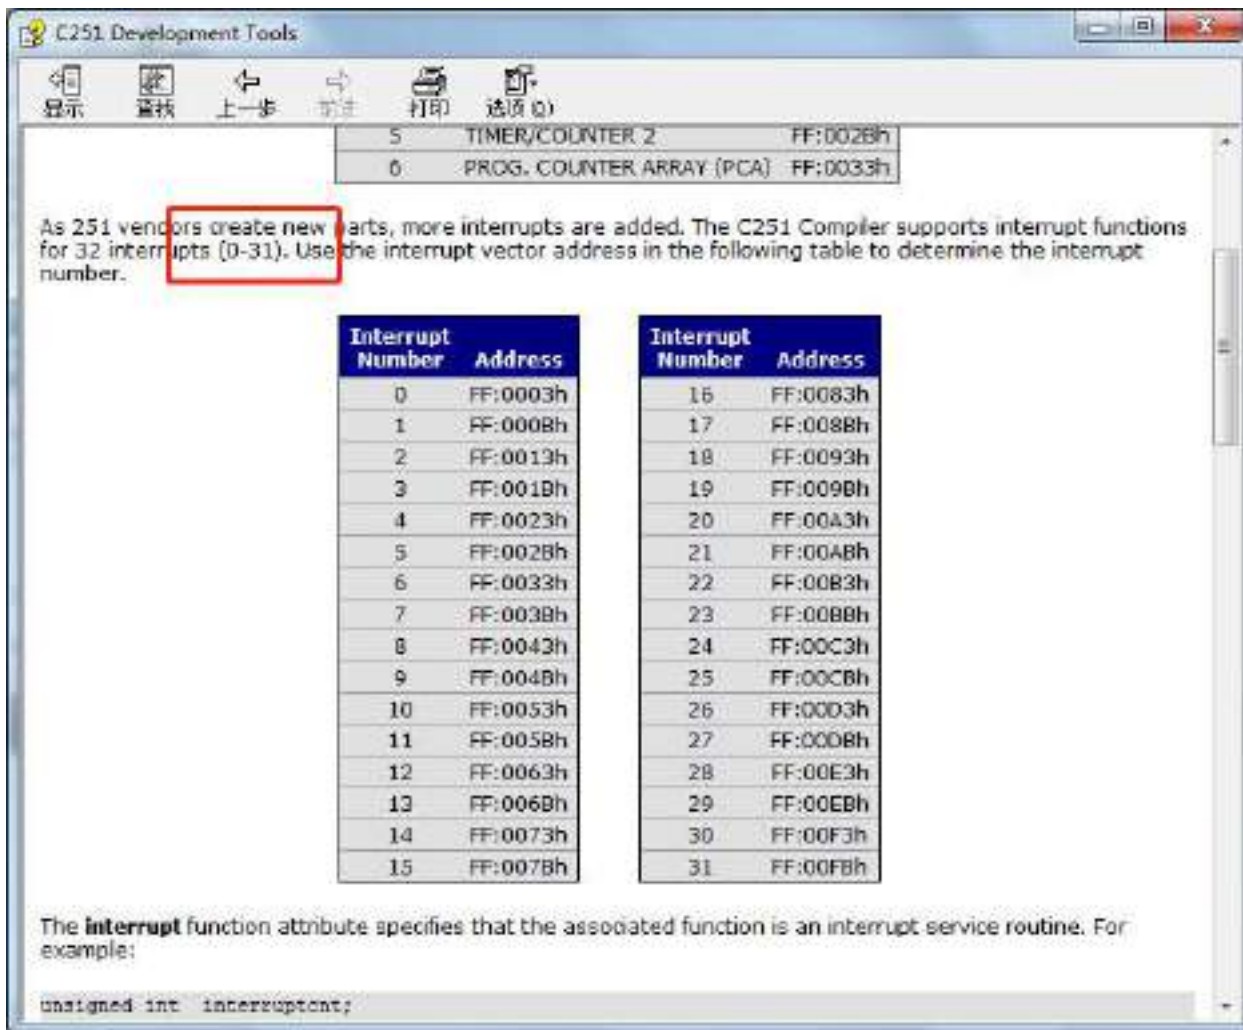 C251 Development Tools
显示 查找 上一步 前进 打印 选项(O)
5 TIMER/COUNTER 2 FF:002Bh
6 PROG. COUNTER ARRAY (PCA) FF:0033h
As 251 vendors create new parts, more interrupts are added. The C251 Compiler supports interrupt functions
for 32 interrupts (0-31). Use the interrupt vector address in the following table to determine the interrupt
number.
Interrupt Number Address Interrupt Number Address
0 FF:0003h 16 FF:0083h
1 FF:000Bh 17 FF:008Bh
2 FF:0013h 18 FF:0093h
3 FF:001Bh 19 FF:009Bh
4 FF:0023h 20 FF:00A3h
5 FF:002Bh 21 FF:00ABh
6 FF:0033h 22 FF:00B3h
7 FF:003Bh 23 FF:00BBh
8 FF:0043h 24 FF:00C3h
9 FF:004Bh 25 FF:00CBh
10 FF:0053h 26 FF:00D3h
11 FF:005Bh 27 FF:00DBh
12 FF:0063h 28 FF:00E3h
13 FF:006Bh 29 FF:00EBh
14 FF:0073h 30 FF:00F3h
15 FF:007Bh 31 FF:00FBh
The interrupt function attribute specifies that the associated function is an interrupt service routine. For
example:
unsigned int interruptcnt;